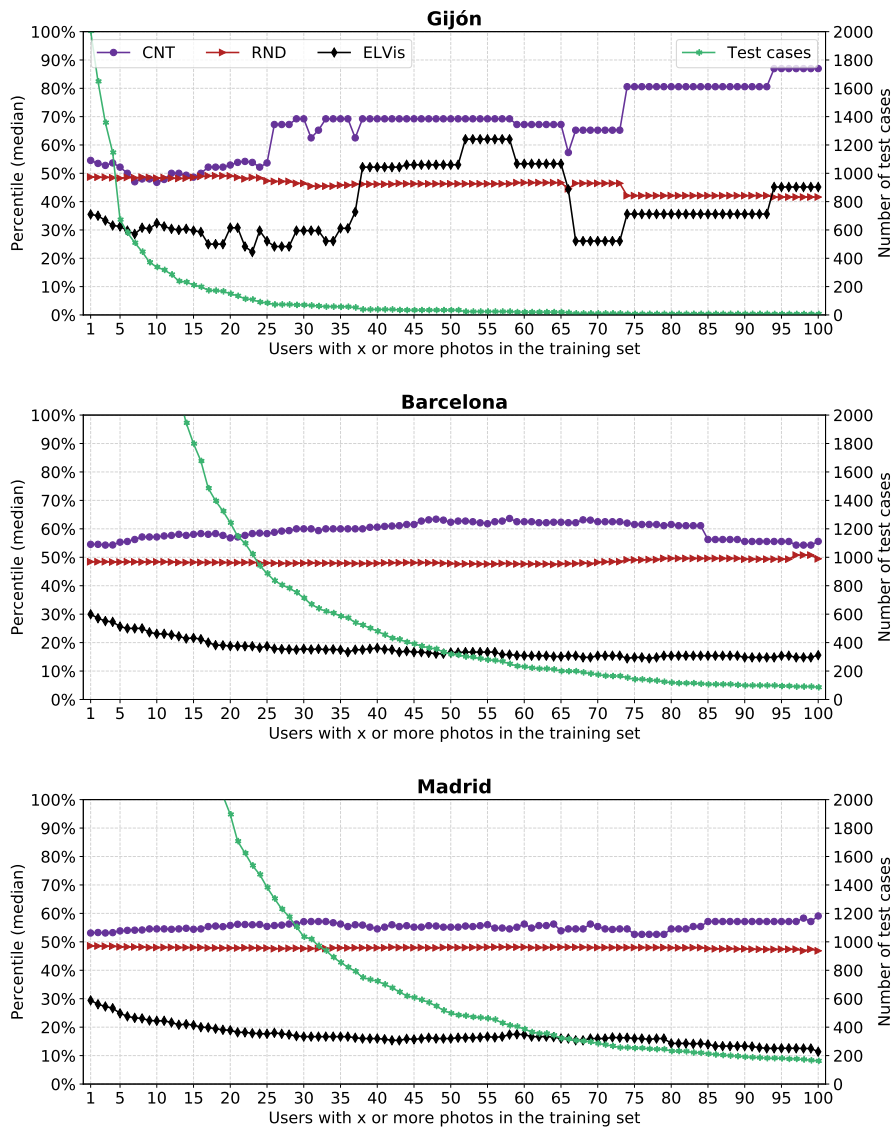 Gijón
100% 2000
CNT RND ELVis Test cases
90% 1800
80% 1600
70% 1400
60% 1200
50% 1000
40% 800
30% 600
20% 400
10% 200
0% 0
Percentile (median)
Number of test cases
1 5 10 15 20 25 30 35 40 45 50 55 60 65 70 75 80 85 90 95 100
Users with x or more photos in the training set
Barcelona
100% 2000
90% 1800
80% 1600
70% 1400
60% 1200
50% 1000
40% 800
30% 600
20% 400
10% 200
0% 0
Percentile (median)
Number of test cases
1 5 10 15 20 25 30 35 40 45 50 55 60 65 70 75 80 85 90 95 100
Users with x or more photos in the training set
Madrid
100% 2000
90% 1800
80% 1600
70% 1400
60% 1200
50% 1000
40% 800
30% 600
20% 400
10% 200
0% 0
Percentile (median)
Number of test cases
1 5 10 15 20 25 30 35 40 45 50 55 60 65 70 75 80 85 90 95 100
Users with x or more photos in the training set